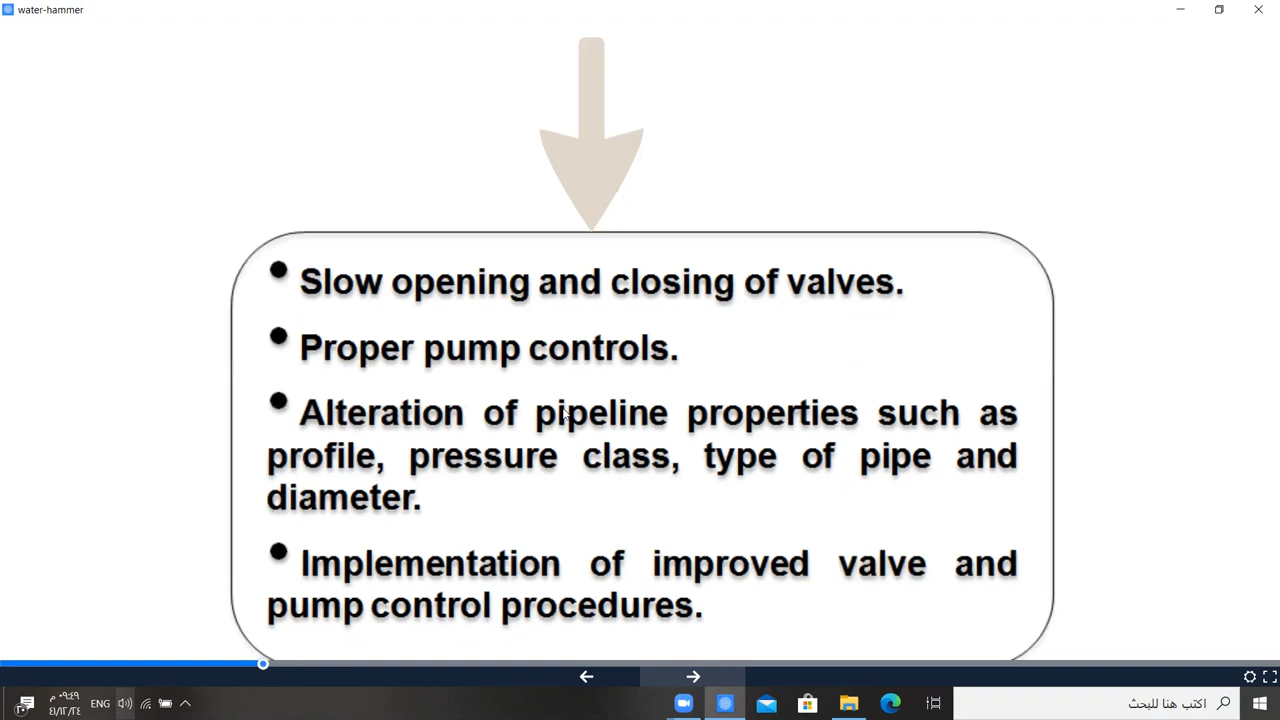 water-hammer
• Slow opening and closing of valves.
• Proper pump controls.
• Alteration of pipeline properties such as
profile, pressure class, type of pipe and
diameter.
• Implementation of improved valve and
pump control procedures.
ENG
اكتب هنا للبحث